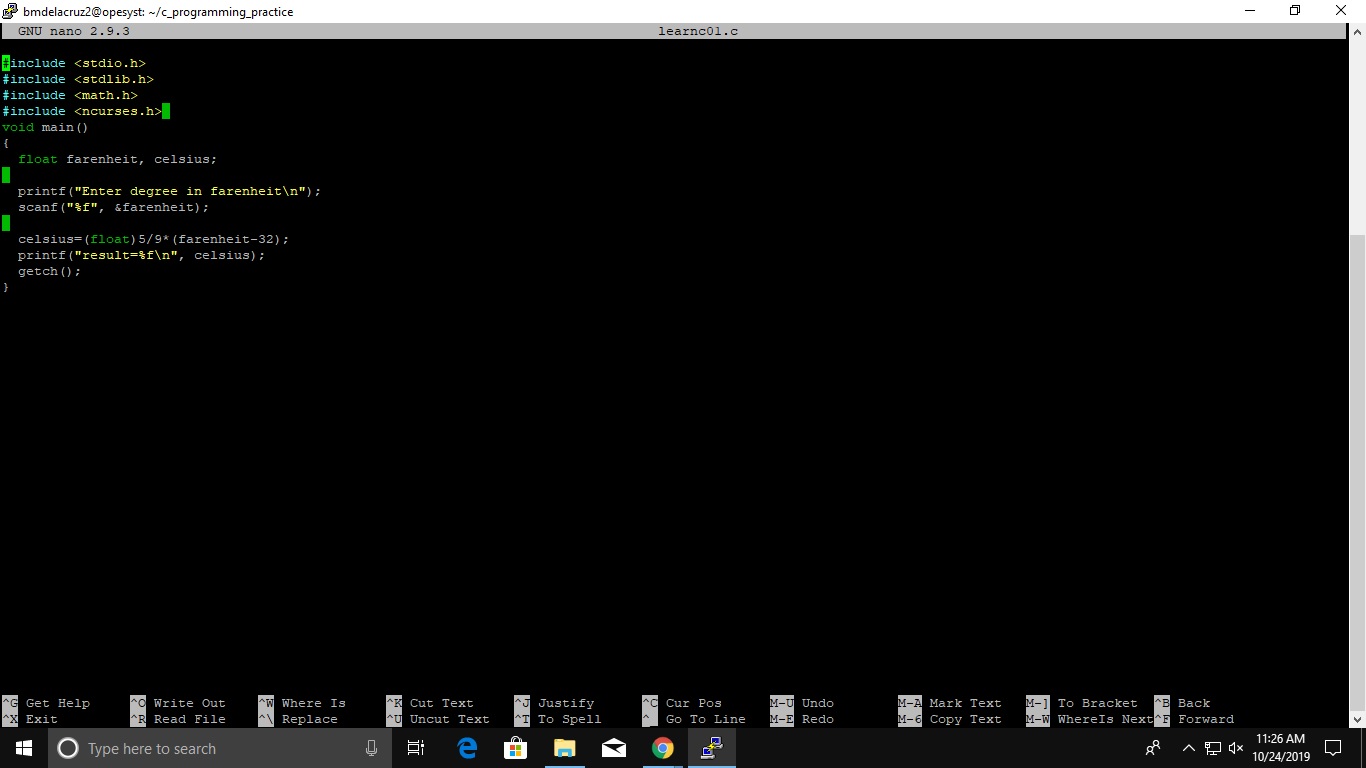 bmdelacruz2@opesyst: ~/c_programming_practice
GNU nano 2.9.3 learnc01.c
#include <stdio.h>
#include <stdlib.h>
#include <math.h>
#include <ncurses.h>
void main()
{
  float farenheit, celsius;
  printf("Enter degree in farenheit\n");
  scanf("%f", &farenheit);
  celsius=(float)5/9*(farenheit-32);
  printf("result=%f\n", celsius);
  getch();
}
^G Get Help ^O Write Out ^W Where Is ^K Cut Text ^J Justify ^C Cur Pos M-U Undo M-A Mark Text M-] To Bracket ^B Back
^X Exit ^R Read File ^\ Replace ^U Uncut Text ^T To Spell ^_ Go To Line M-E Redo M-6 Copy Text M-W WhereIs Next ^F Forward
Type here to search
11:26 AM
10/24/2019